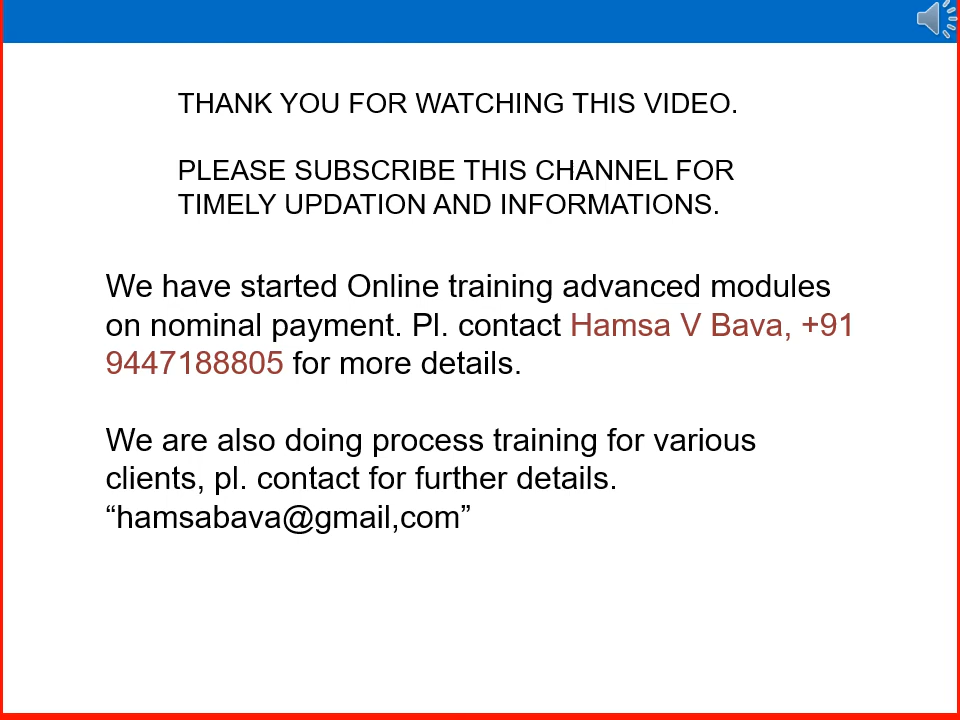 THANK YOU FOR WATCHING THIS VIDEO.
PLEASE SUBSCRIBE THIS CHANNEL FOR
TIMELY UPDATION AND INFORMATIONS.
We have started Online training advanced modules
on nominal payment. Pl. contact Hamsa V Bava, +91
9447188805 for more details.
We are also doing process training for various
clients, pl. contact for further details.
“hamsabava@gmail,com”